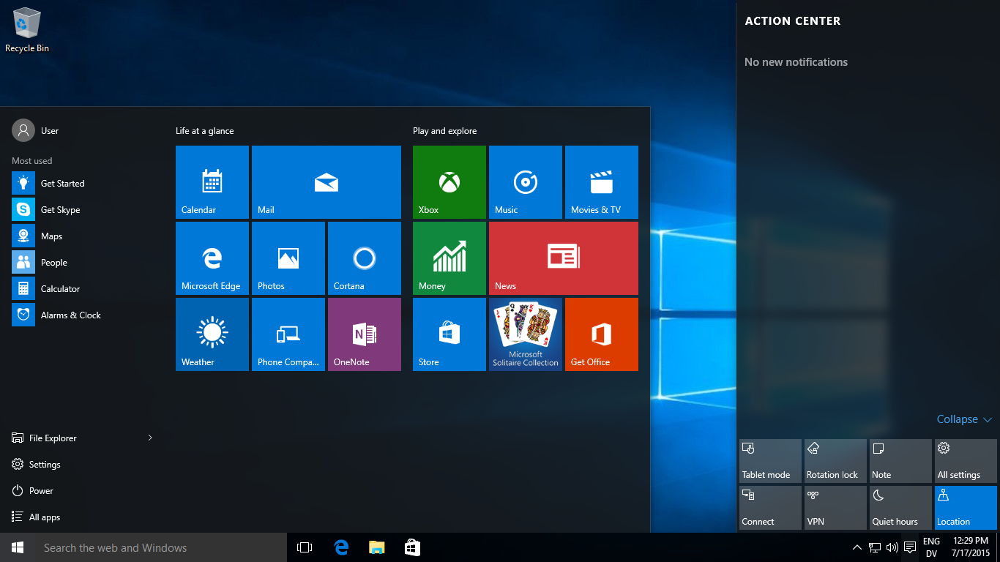 Recycle Bin
User
Most used
Get Started
Get Skype
Maps
People
Calculator
Alarms & Clock
File Explorer
Settings
Power
All apps
Life at a glance
Calendar
Mail
Microsoft Edge
Photos
Cortana
Weather
Phone Compa...
N
OneNote
Play and explore
Xbox
Music
Movies & TV
Money
News
Store
J
Q
K
K
Microsoft
Solitaire Collection
Get Office
ACTION CENTER
No new notifications
Collapse
Tablet mode
Rotation lock
Note
All settings
Connect
VPN
Quiet hours
Location
Search the web and Windows
ENG
DV
12:29 PM
7/17/2015